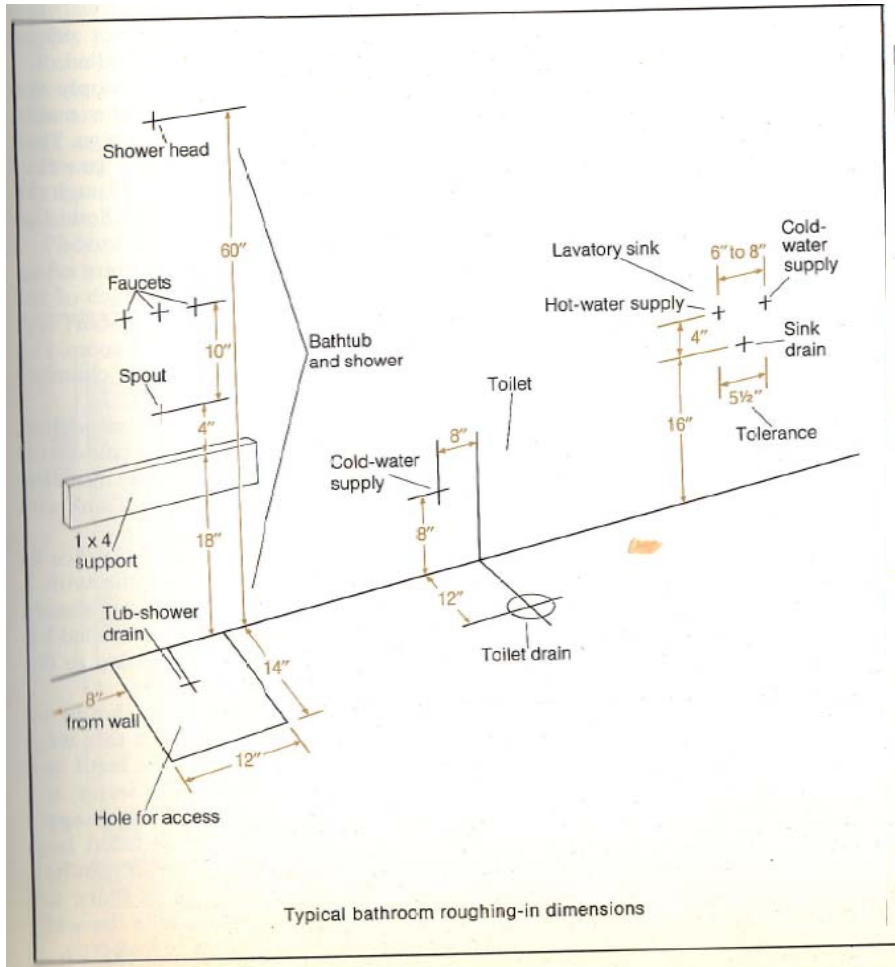 Shower head
60″
Faucets
10″
Spout
4″
Bathtub
and shower
1 x 4
support
18″
Tub-shower
drain
8″
from wall
14″
12″
Hole for access
Cold-water
supply
8″
8″
Toilet
12″
Toilet drain
Lavatory sink
6″ to 8″
Cold-
water
supply
Hot-water supply
4″
Sink
drain
5½″
Tolerance
16″
Typical bathroom roughing-in dimensions